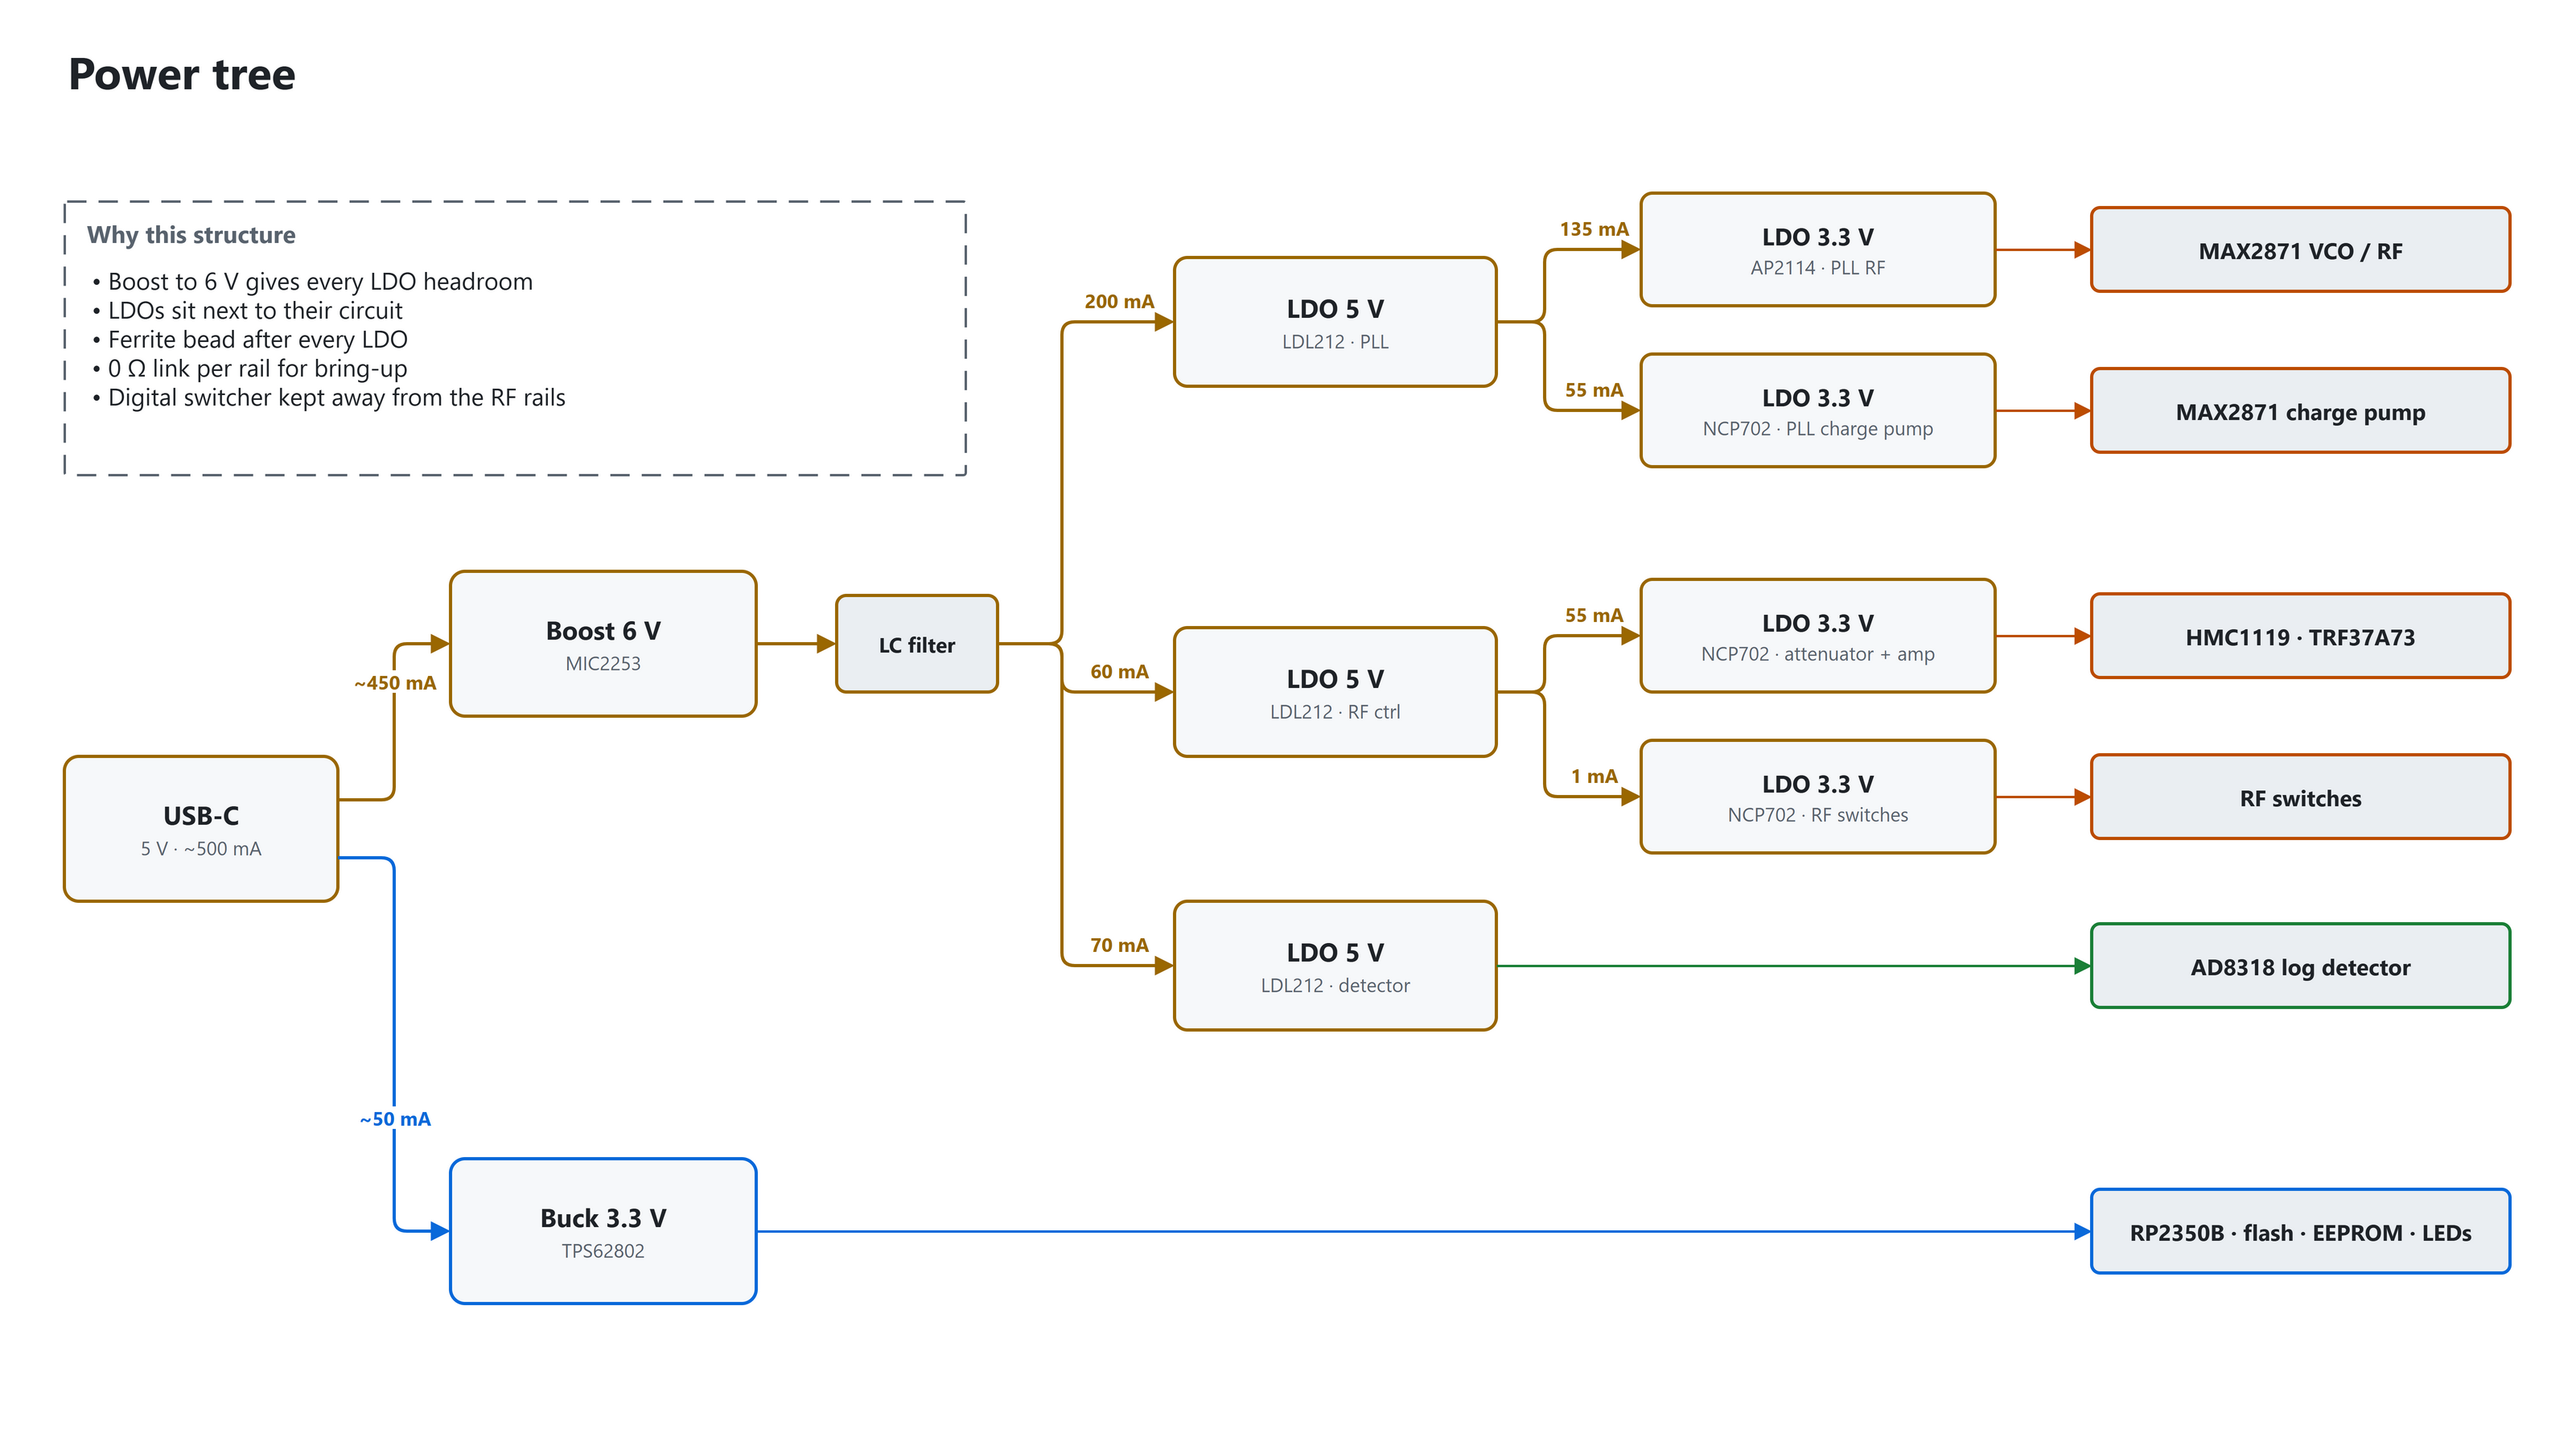 Power tree
Why this structure
• Boost to 6 V gives every LDO headroom
• LDOs sit next to their circuit
• Ferrite bead after every LDO
• 0 Ω link per rail for bring-up
• Digital switcher kept away from the RF rails
200 mA
LDO 5 V
LDL212 · PLL
135 mA
LDO 3.3 V
AP2114 · PLL RF
MAX2871 VCO / RF
55 mA
LDO 3.3 V
NCP702 · PLL charge pump
MAX2871 charge pump
~450 mA
Boost 6 V
MIC2253
LC filter
60 mA
LDO 5 V
LDL212 · RF ctrl
55 mA
LDO 3.3 V
NCP702 · attenuator + amp
HMC1119 · TRF37A73
1 mA
LDO 3.3 V
NCP702 · RF switches
RF switches
USB-C
5 V · ~500 mA
70 mA
LDO 5 V
LDL212 · detector
AD8318 log detector
~50 mA
Buck 3.3 V
TPS62802
RP2350B · flash · EEPROM · LEDs